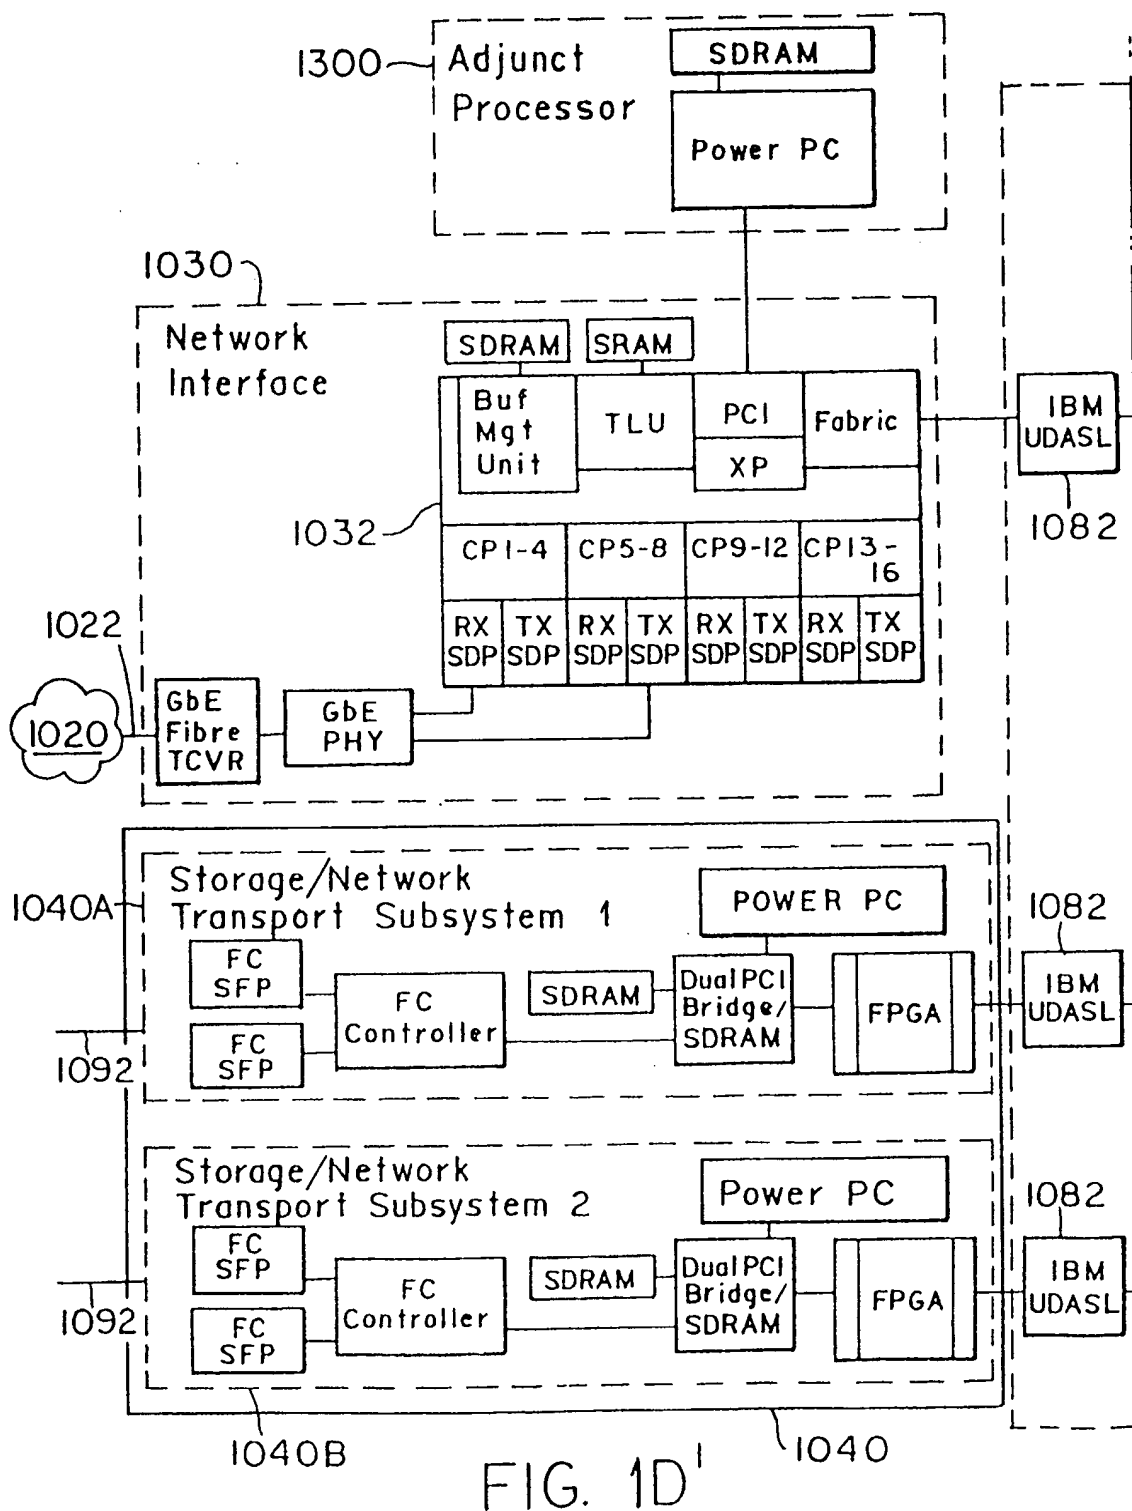 1300
Adjunct
Processor
SDRAM
Power PC
1030
Network
Interface
SDRAM
SRAM
Buf
Mgt
Unit
TLU
PCI
XP
Fabric
IBM
UDASL
1082
1032
CP1-4
CP5-8
CP9-12
CP13-
16
RX
SDP
TX
SDP
RX
SDP
TX
SDP
RX
SDP
TX
SDP
RX
SDP
TX
SDP
1022
1020
GbE
Fibre
TCVR
GbE
PHY
1040A
Storage/Network
Transport Subsystem 1
POWER PC
1082
FC
SFP
FC
SFP
FC
Controller
SDRAM
Dual PCI
Bridge/
SDRAM
FPGA
IBM
UDASL
1092
Storage/Network
Transport Subsystem 2
Power PC
1082
FC
SFP
FC
SFP
FC
Controller
SDRAM
Dual PCI
Bridge/
SDRAM
FPGA
IBM
UDASL
1092
1040B
1040
FIG. 1D'